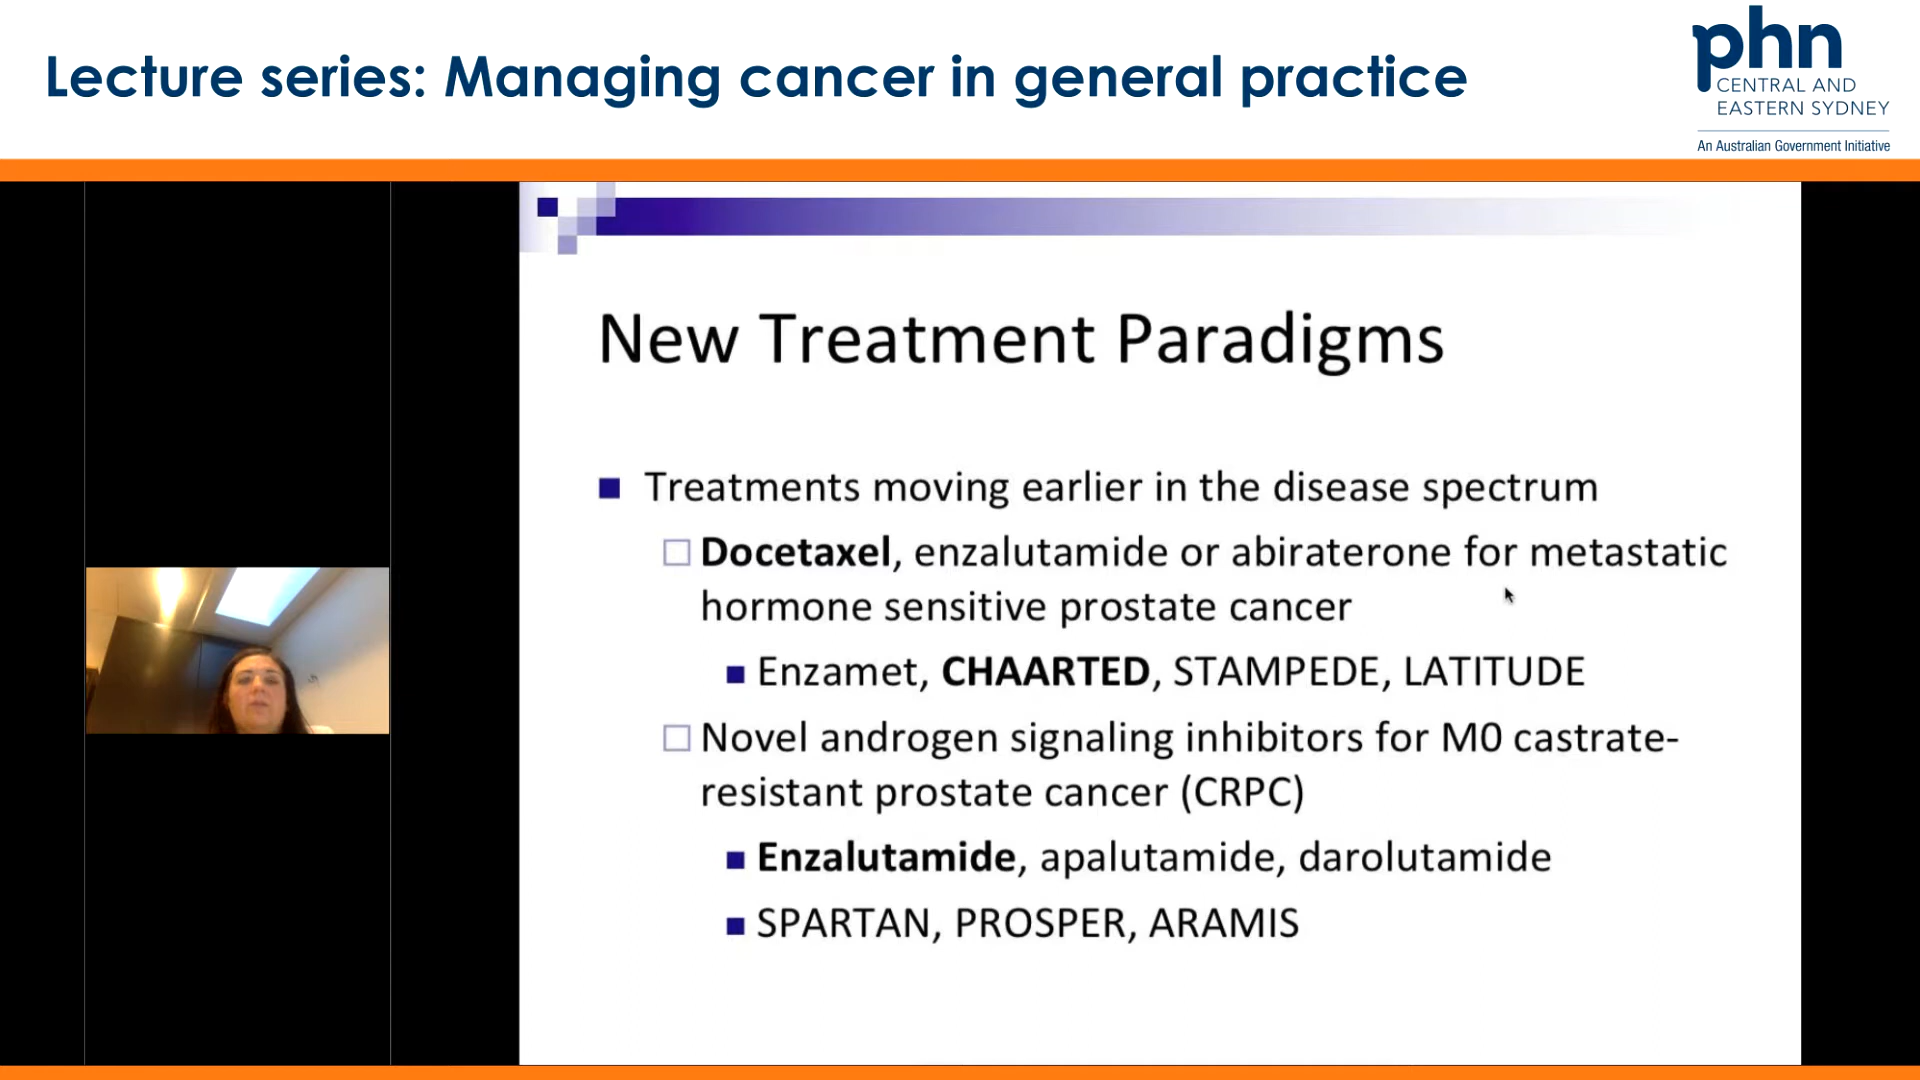 Lecture series: Managing cancer in general practice
phn
CENTRAL AND
EASTERN SYDNEY
An Australian Government Initiative
New Treatment Paradigms
Treatments moving earlier in the disease spectrum
Docetaxel, enzalutamide or abiraterone for metastatic
hormone sensitive prostate cancer
Enzamet, CHAARTED, STAMPEDE, LATITUDE
Novel androgen signaling inhibitors for M0 castrate-
resistant prostate cancer (CRPC)
Enzalutamide, apalutamide, darolutamide
SPARTAN, PROSPER, ARAMIS